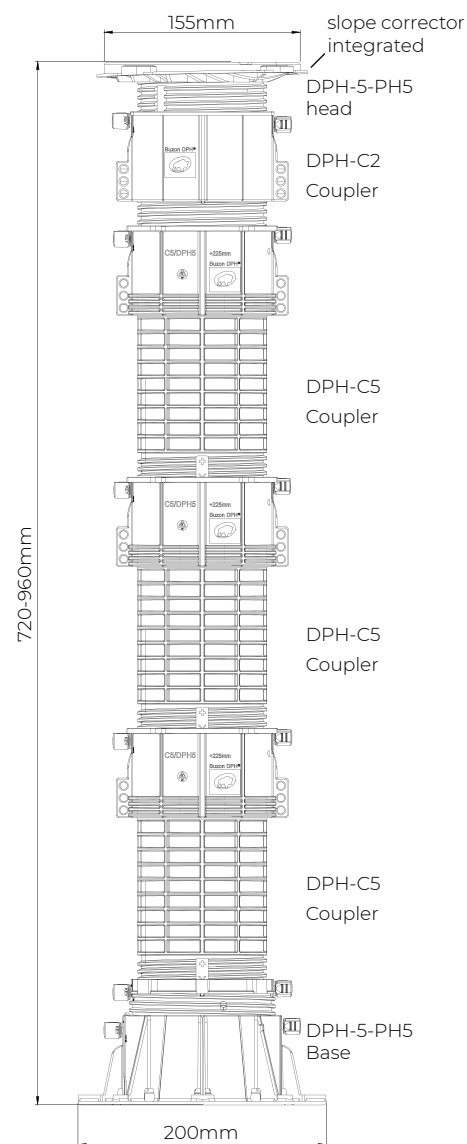 155mm
slope corrector
integrated
DPH-5-PH5
head
Buzon DPH®
DPH-C2
Coupler
C5/DPH5
+225mm
Buzon DPH®
DPH-C5
Coupler
C5/DPH5
+225mm
Buzon DPH®
720-960mm
DPH-C5
Coupler
C5/DPH5
+225mm
Buzon DPH®
DPH-C5
Coupler
DPH-5-PH5
Base
200mm